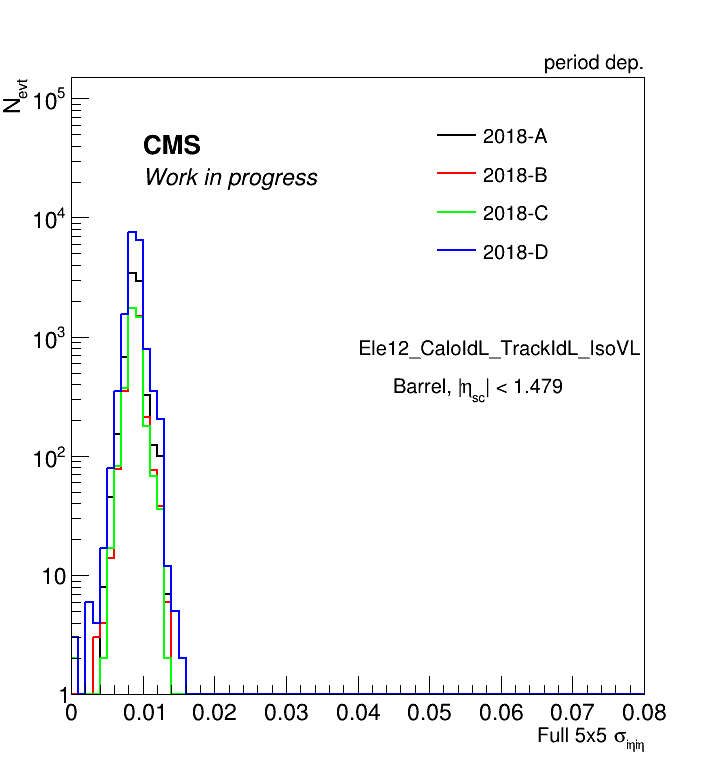 period dep.
N_evt
10^5
10^4
10^3
10^2
10
1
CMS
Work in progress
2018-A
2018-B
2018-C
2018-D
Ele12_CaloIdL_TrackIdL_IsoVL
Barrel, |η_sc| < 1.479
0 0.01 0.02 0.03 0.04 0.05 0.06 0.07 0.08
Full 5x5 σ_iηiη